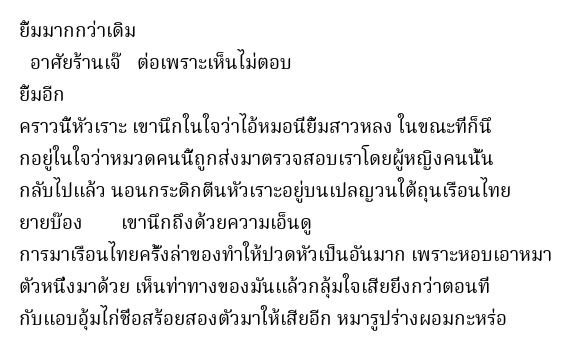 ยิ้มมากกว่าเดิม
อาศัยร้านเจ๊ ต่อเพราะเห็นไม่ตอบ
ยิ้มอีก
คราวนี้หัวเราะ เขานึกในใจว่าไอ้หมอนี่ยิ้มสาวหลง ในขณะที่ก็นึ
กอยู่ในใจว่าหมวดคนนี้ถูกส่งมาตรวจสอบเราโดยผู้หญิงคนนั้น
กลับไปแล้ว นอนกระดิกตีนหัวเราะอยู่บนเปลญวนใต้ถุนเรือนไทย
ยายบ๊อง เขานึกถึงด้วยความเอ็นดู
การมาเรือนไทยครั้งล่าของทำให้ปวดหัวเป็นอันมาก เพราะหอบเอาหมา
ตัวหนึ่งมาด้วย เห็นท่าทางของมันแล้วกลุ้มใจเสียยิ่งกว่าตอนที่
กับแอบอุ้มไก่ชื่อสร้อยสองตัวมาให้เสียอีก หมารูปร่างผอมกะหร่อ